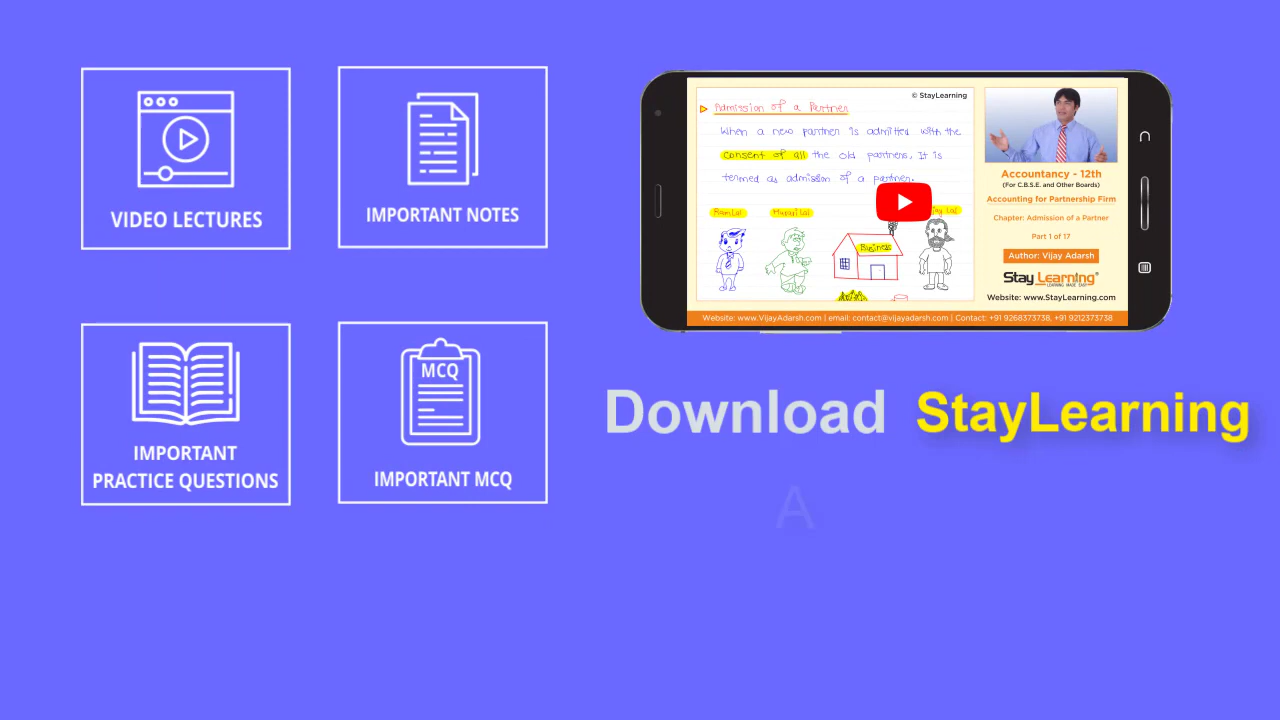 VIDEO LECTURES
IMPORTANT NOTES
IMPORTANT
PRACTICE QUESTIONS
MCQ
IMPORTANT MCQ
© StayLearning
Admission of a Partner
When a new partner is admitted with the
consent of all the old partners, It is
termed as admission of a partner.
Ramlal Murarilal
Business
Accountancy - 12th
(For C.B.S.E. and Other Boards)
Accounting for Partnership Firm
Chapter: Admission of a Partner
Part 1 of 17
Author: Vijay Adarsh
Stay Learning®
LEARNING MADE EASY
Website: www.StayLearning.com
Website: www.VijayAdarsh.com | email: contact@vijayadarsh.com | Contact: +91 9268373738, +91 9212373738
Download StayLearning
A